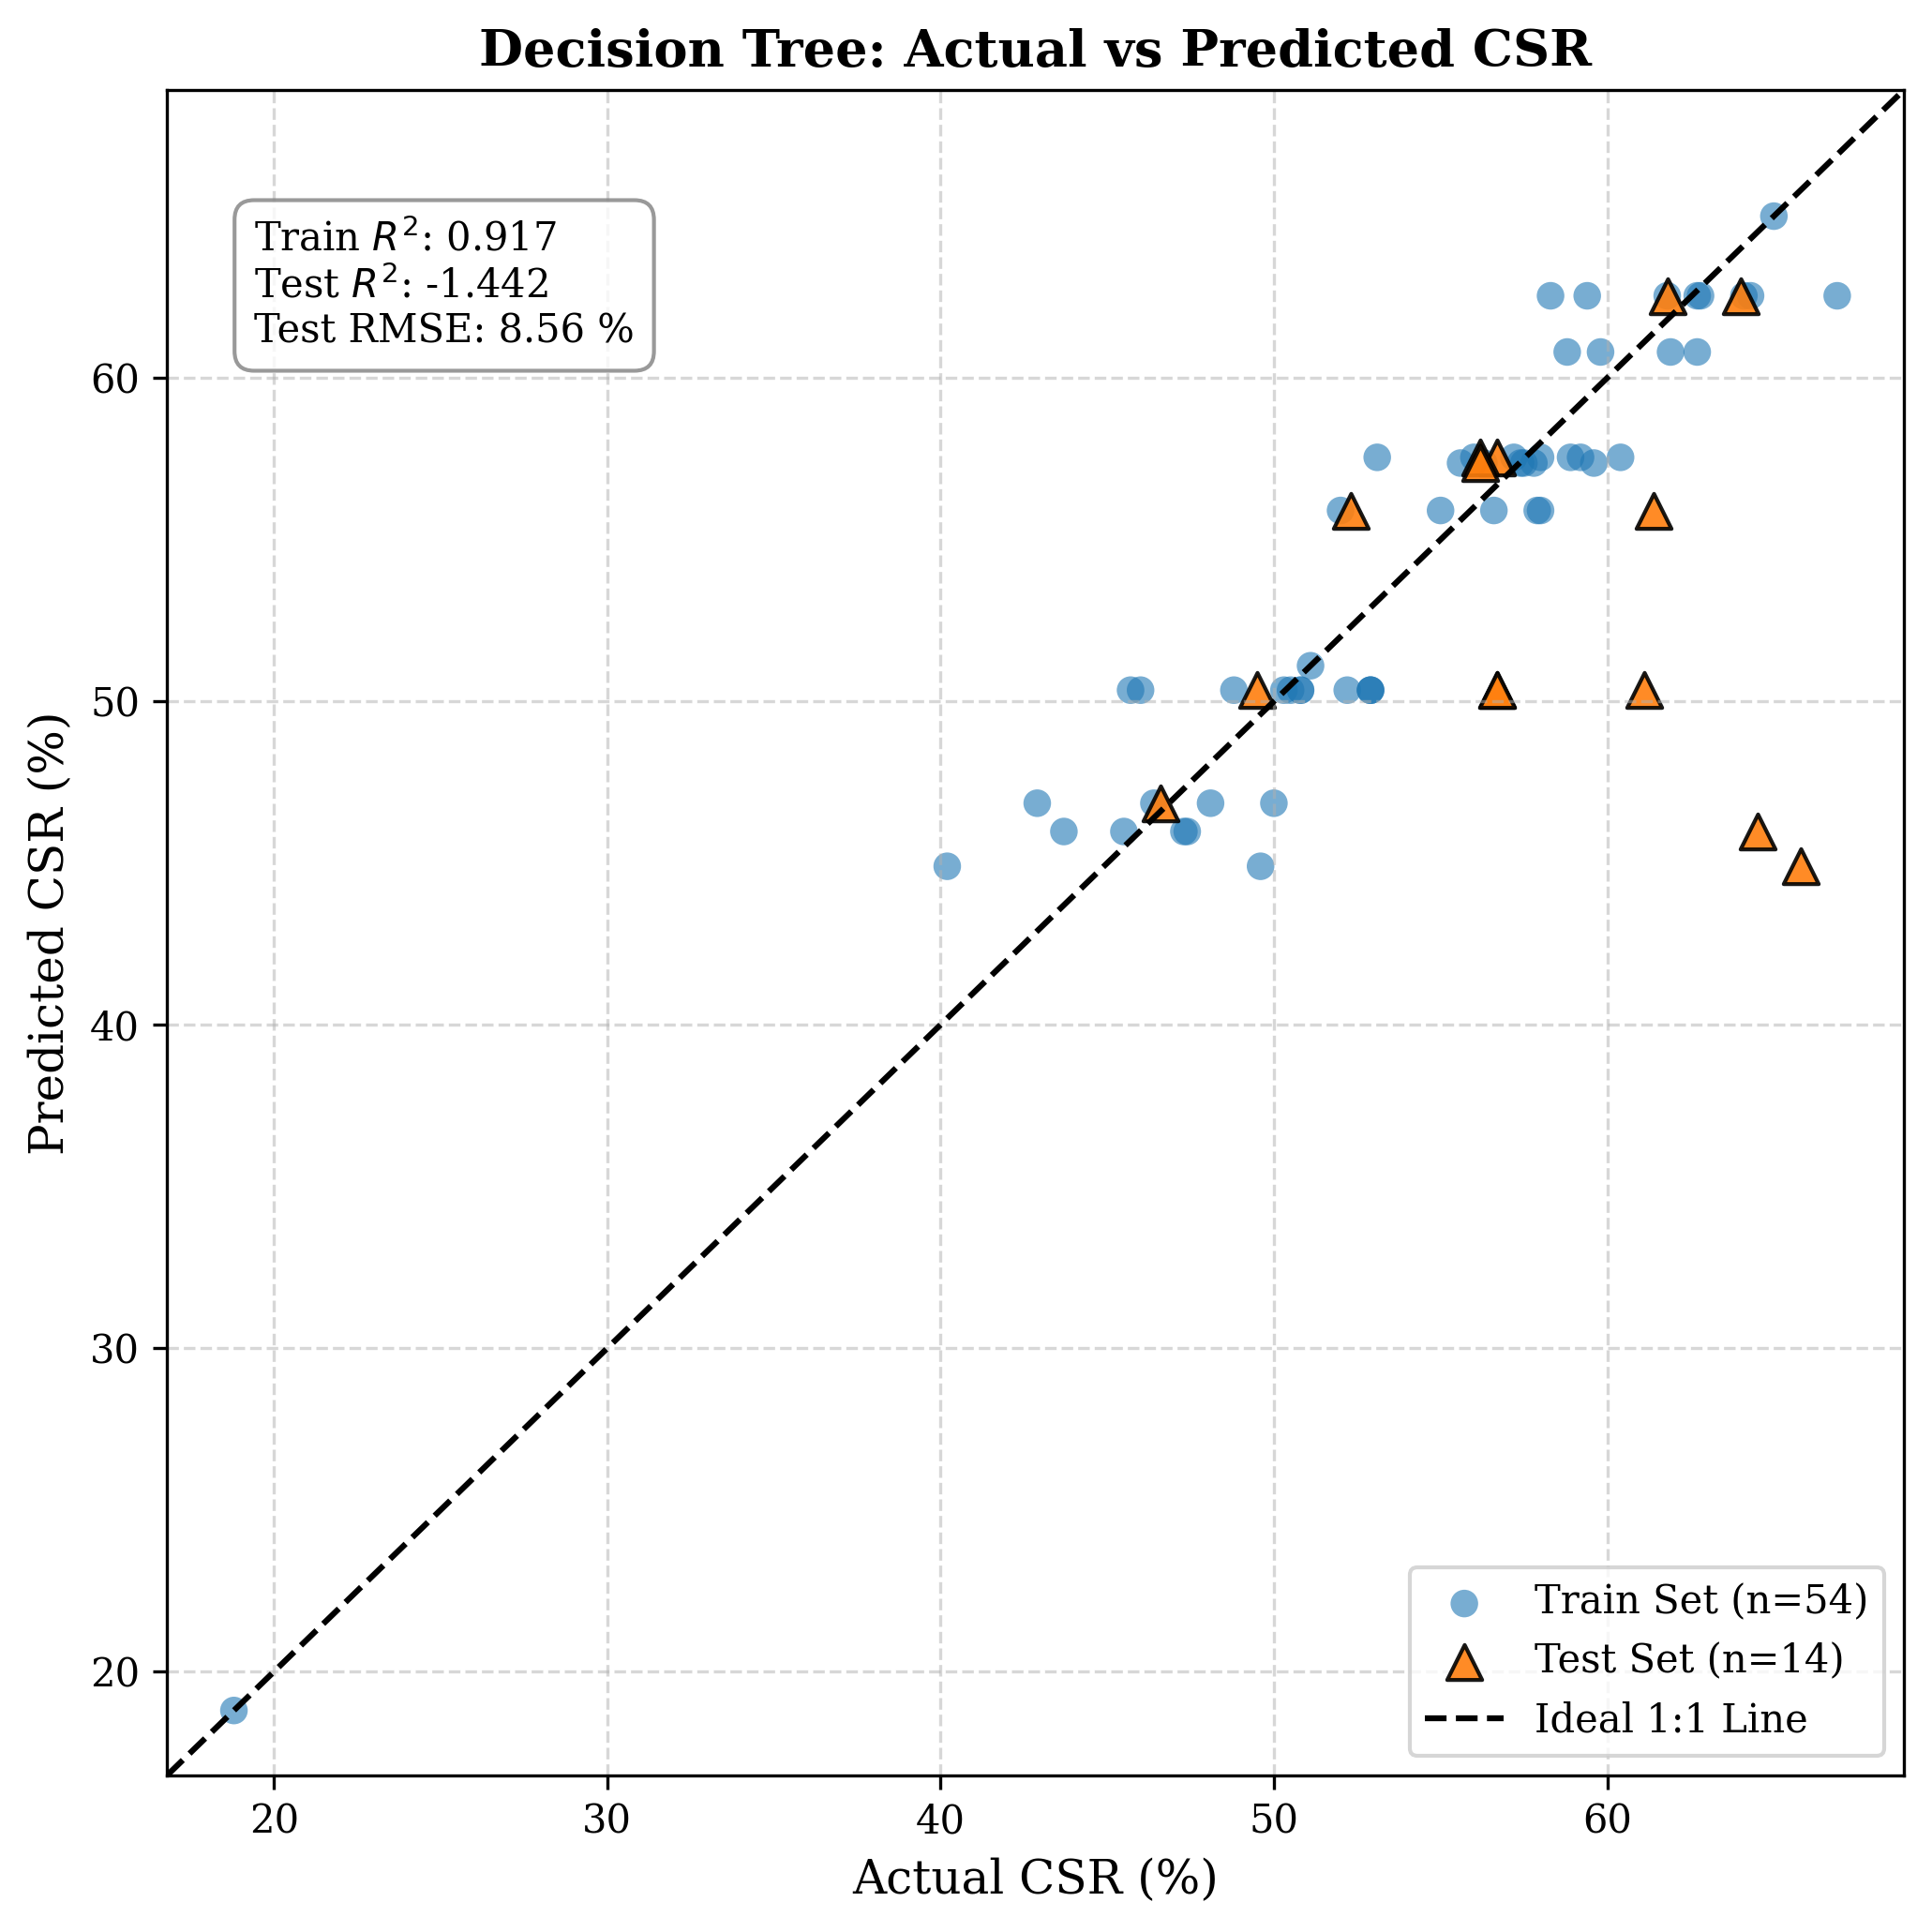 Decision Tree: Actual vs Predicted CSR
Train R²: 0.917
Test R²: -1.442
Test RMSE: 8.56 %
Predicted CSR (%)
60
50
40
30
20
20 30 40 50 60
Actual CSR (%)
Train Set (n=54)
Test Set (n=14)
Ideal 1:1 Line